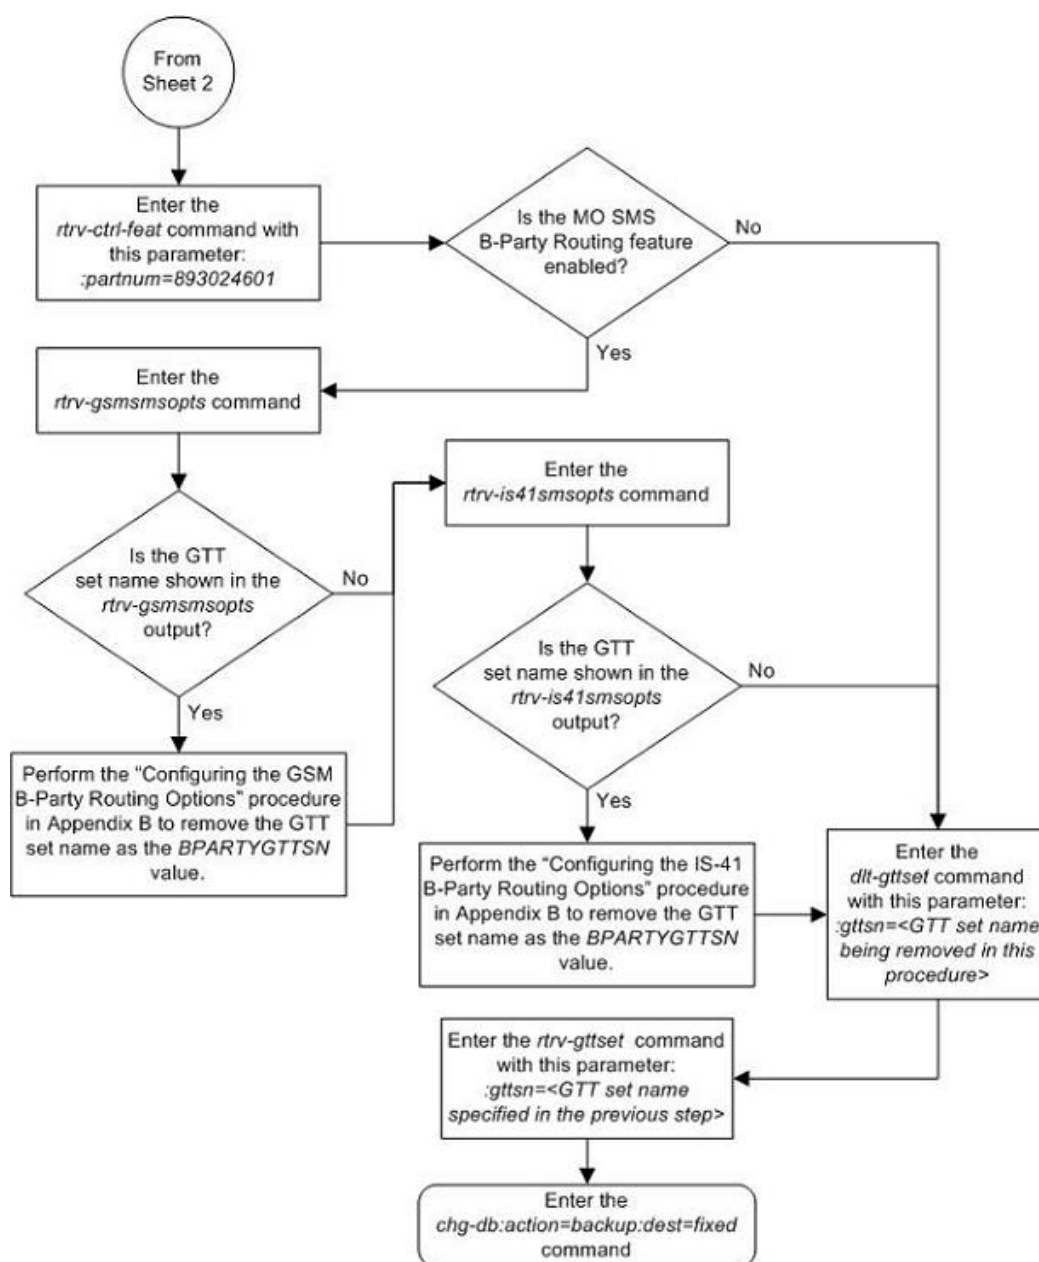 From
Sheet 2
Enter the
rtrv-ctrl-feat command with
this parameter:
:partnum=893024601
Is the MO SMS
B-Party Routing feature
enabled?
No
Yes
Enter the
rtrv-gsmsmsopts command
Enter the
rtrv-is41smsopts command
Is the GTT
set name shown in the
rtrv-gsmsmsopts
output?
No
Yes
Is the GTT
set name shown in the
rtrv-is41smsopts
output?
No
Yes
Perform the “Configuring the GSM
B-Party Routing Options” procedure
in Appendix B to remove the GTT
set name as the BPARTYGTTSN
value.
Perform the “Configuring the IS-41
B-Party Routing Options” procedure
in Appendix B to remove the GTT
set name as the BPARTYGTTSN
value.
Enter the
dlt-gttset command
with this parameter:
:gttsn=<GTT set name
being removed in this
procedure>
Enter the rtrv-gttset command
with this parameter:
:gttsn=<GTT set name
specified in the previous step>
Enter the
chg-db:action=backup:dest=fixed
command